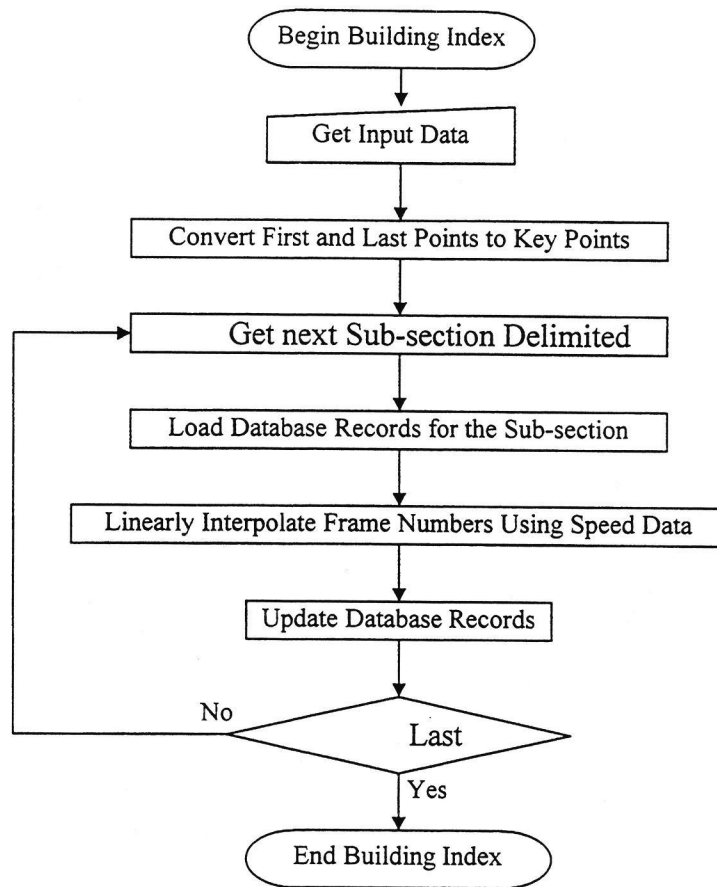 Begin Building Index
Get Input Data
Convert First and Last Points to Key Points
Get next Sub-section Delimited
Load Database Records for the Sub-section
Linearly Interpolate Frame Numbers Using Speed Data
Update Database Records
No
Last
Yes
End Building Index